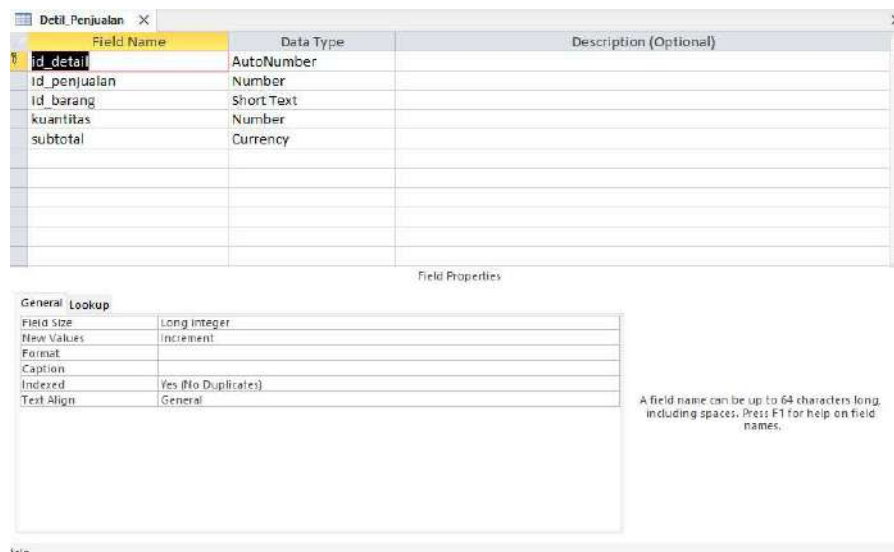 Detil_Penjualan
Field Name Data Type Description (Optional)
id_detail AutoNumber
id_penjualan Number
id_barang Short Text
kuantitas Number
subtotal Currency
Field Properties
General Lookup
Field Size Long Integer
New Values Increment
Format
Caption
Indexed Yes (No Duplicates)
Text Align General
A field name can be up to 64 characters long,
including spaces. Press F1 for help on field
names.